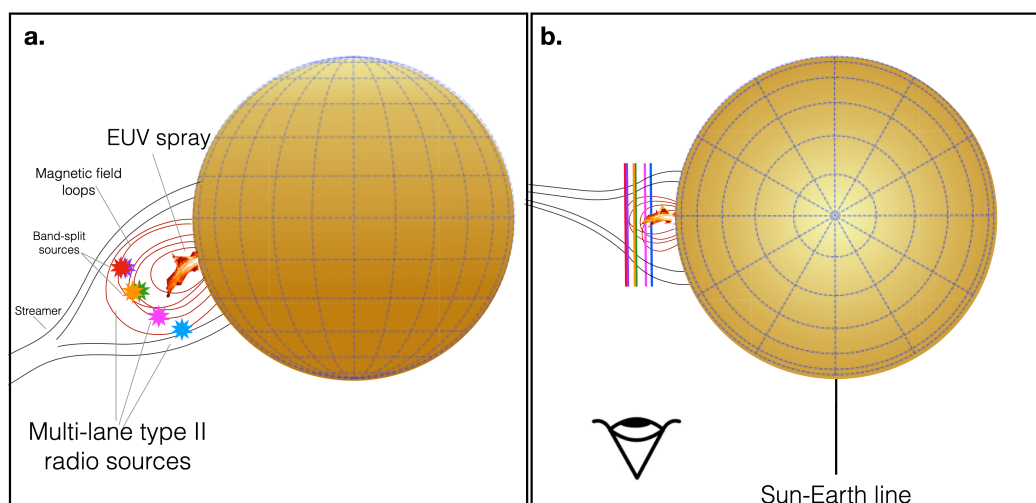 a.
EUV spray
Magnetic field
loops
Band-split
sources
Streamer
Multi-lane type II
radio sources
b.
Sun-Earth line